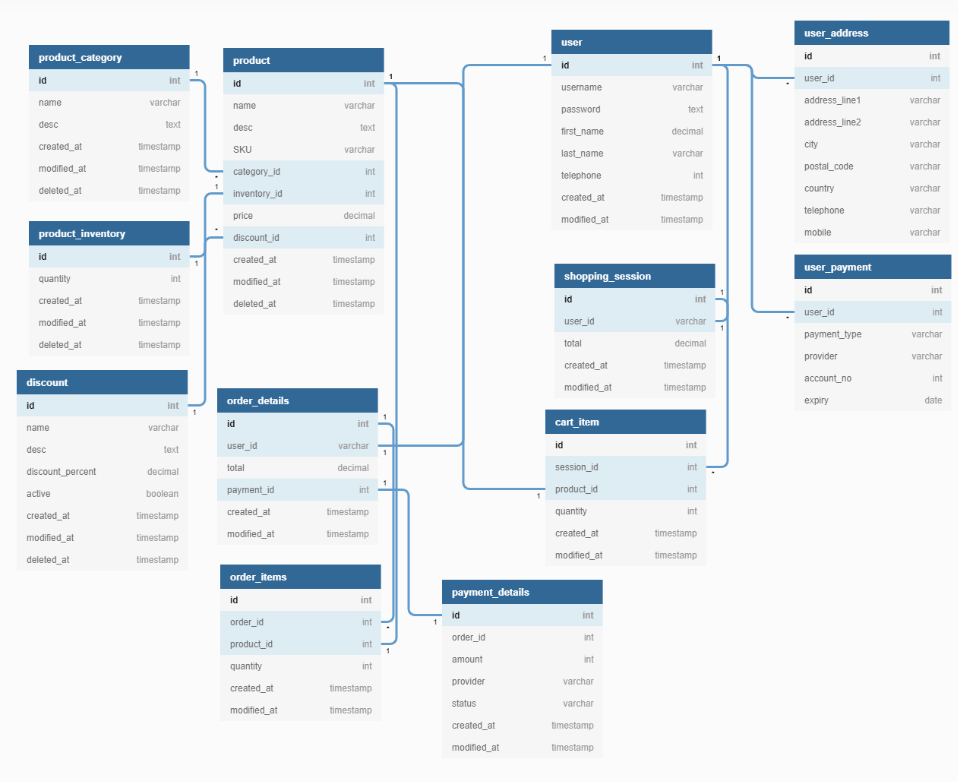 product_category
id int
name varchar
desc text
created_at timestamp
modified_at timestamp
deleted_at timestamp
product_inventory
id int
quantity int
created_at timestamp
modified_at timestamp
deleted_at timestamp
discount
id int
name varchar
desc text
discount_percent decimal
active boolean
created_at timestamp
modified_at timestamp
deleted_at timestamp
product
id int
name varchar
desc text
SKU varchar
category_id int
inventory_id int
price decimal
discount_id int
created_at timestamp
modified_at timestamp
deleted_at timestamp
order_details
id int
user_id varchar
total decimal
payment_id int
created_at timestamp
modified_at timestamp
order_items
id int
order_id int
product_id int
quantity int
created_at timestamp
modified_at timestamp
payment_details
id int
order_id int
amount int
provider varchar
status varchar
created_at timestamp
modified_at timestamp
user
id int
username varchar
password text
first_name decimal
last_name varchar
telephone int
created_at timestamp
modified_at timestamp
shopping_session
id int
user_id varchar
total decimal
created_at timestamp
modified_at timestamp
cart_item
id int
session_id int
product_id int
quantity int
created_at timestamp
modified_at timestamp
user_address
id int
user_id int
address_line1 varchar
address_line2 varchar
city varchar
postal_code varchar
country varchar
telephone varchar
mobile varchar
user_payment
id int
user_id int
payment_type varchar
provider varchar
account_no int
expiry date
1
*
1
1
*
1
1
1
1
1
*
1
1
1
1
1
1
1
*
*
*